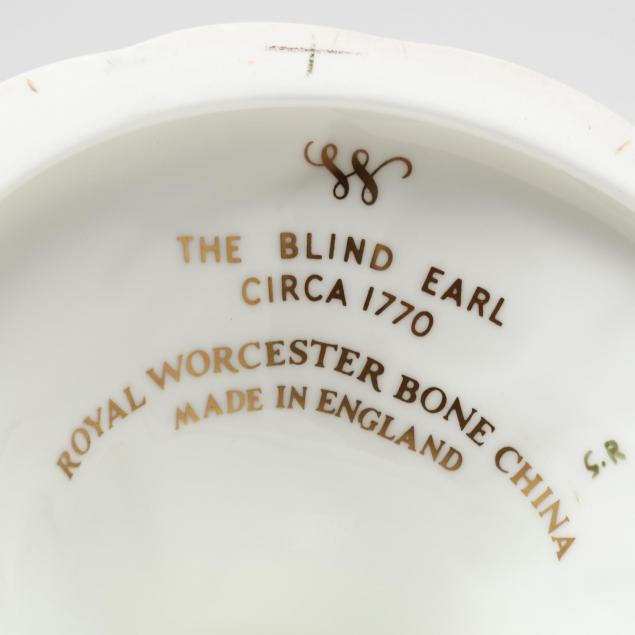 W
THE BLIND EARL
CIRCA 1770
ROYAL WORCESTER BONE CHINA
MADE IN ENGLAND
S.R